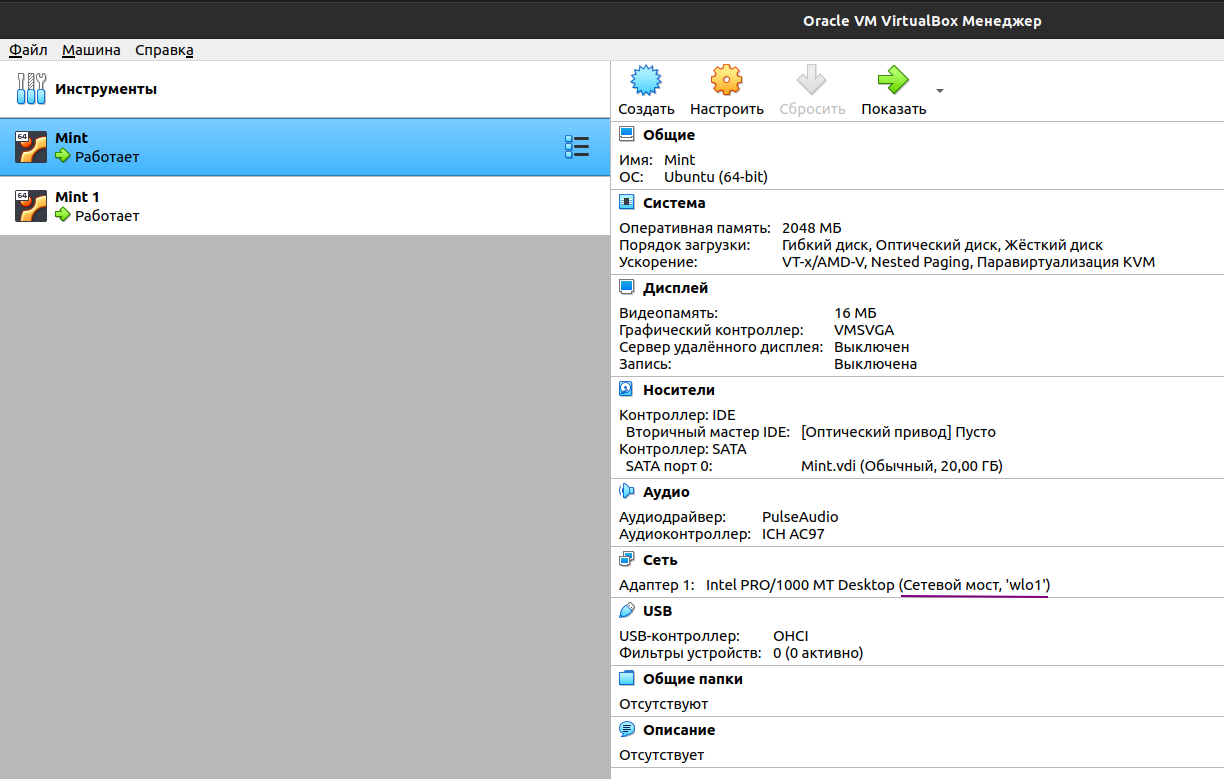 Oracle VM VirtualBox Менеджер
Файл Машина Справка
Инструменты
64
Mint
Работает
64
Mint 1
Работает
Создать Настроить Сбросить Показать
Общие
Имя: Mint
ОС: Ubuntu (64-bit)
Система
Оперативная память: 2048 МБ
Порядок загрузки: Гибкий диск, Оптический диск, Жёсткий диск
Ускорение: VT-x/AMD-V, Nested Paging, Паравиртуализация KVM
Дисплей
Видеопамять: 16 МБ
Графический контроллер: VMSVGA
Сервер удалённого дисплея: Выключен
Запись: Выключена
Носители
Контроллер: IDE
Вторичный мастер IDE: [Оптический привод] Пусто
Контроллер: SATA
SATA порт 0: Mint.vdi (Обычный, 20,00 ГБ)
Аудио
Аудиодрайвер: PulseAudio
Аудиоконтроллер: ICH AC97
Сеть
Адаптер 1: Intel PRO/1000 MT Desktop (Сетевой мост, 'wlo1')
USB
USB-контроллер: OHCI
Фильтры устройств: 0 (0 активно)
Общие папки
Отсутствуют
Описание
Отсутствует